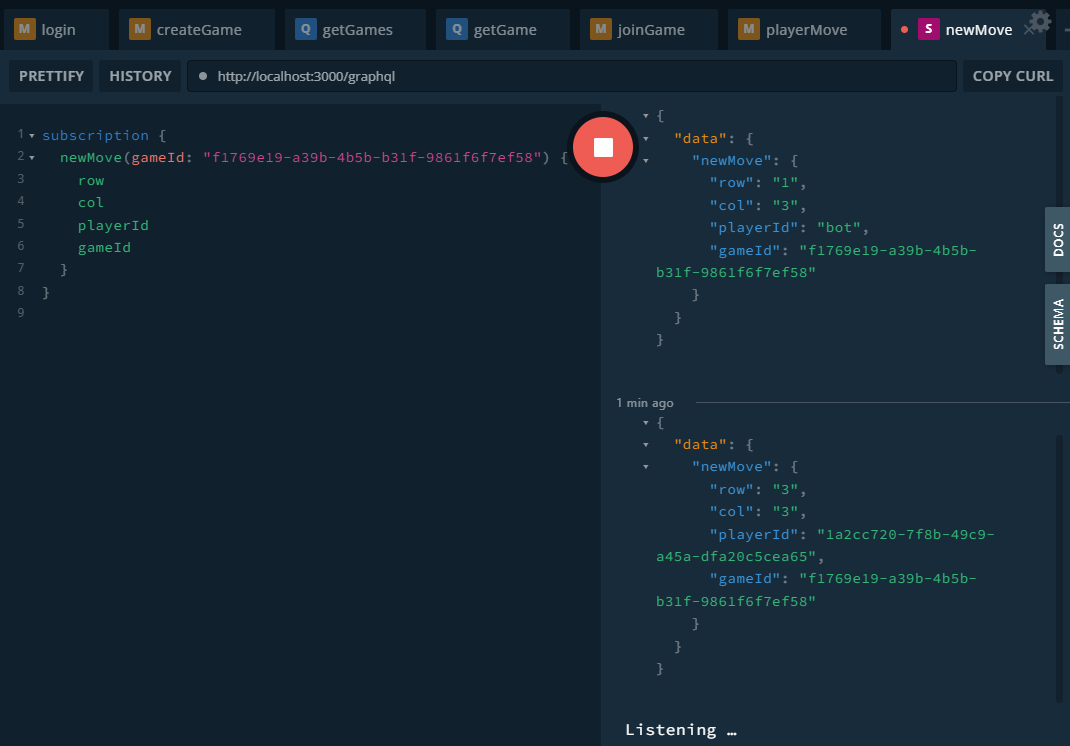 M login M createGame Q getGames Q getGame M joinGame M playerMove S newMove
PRETTIFY HISTORY http://localhost:3000/graphql COPY CURL
1 subscription {
2 newMove(gameId: "f1769e19-a39b-4b5b-b31f-9861f6f7ef58") {
3 row
4 col
5 playerId
6 gameId
7 }
8 }
9
{
"data": {
"newMove": {
"row": "1",
"col": "3",
"playerId": "bot",
"gameId": "f1769e19-a39b-4b5b-
b31f-9861f6f7ef58"
}
}
}
1 min ago
{
"data": {
"newMove": {
"row": "3",
"col": "3",
"playerId": "1a2cc720-7f8b-49c9-
a45a-dfa20c5cea65",
"gameId": "f1769e19-a39b-4b5b-
b31f-9861f6f7ef58"
}
}
}
Listening …
DOCS
SCHEMA